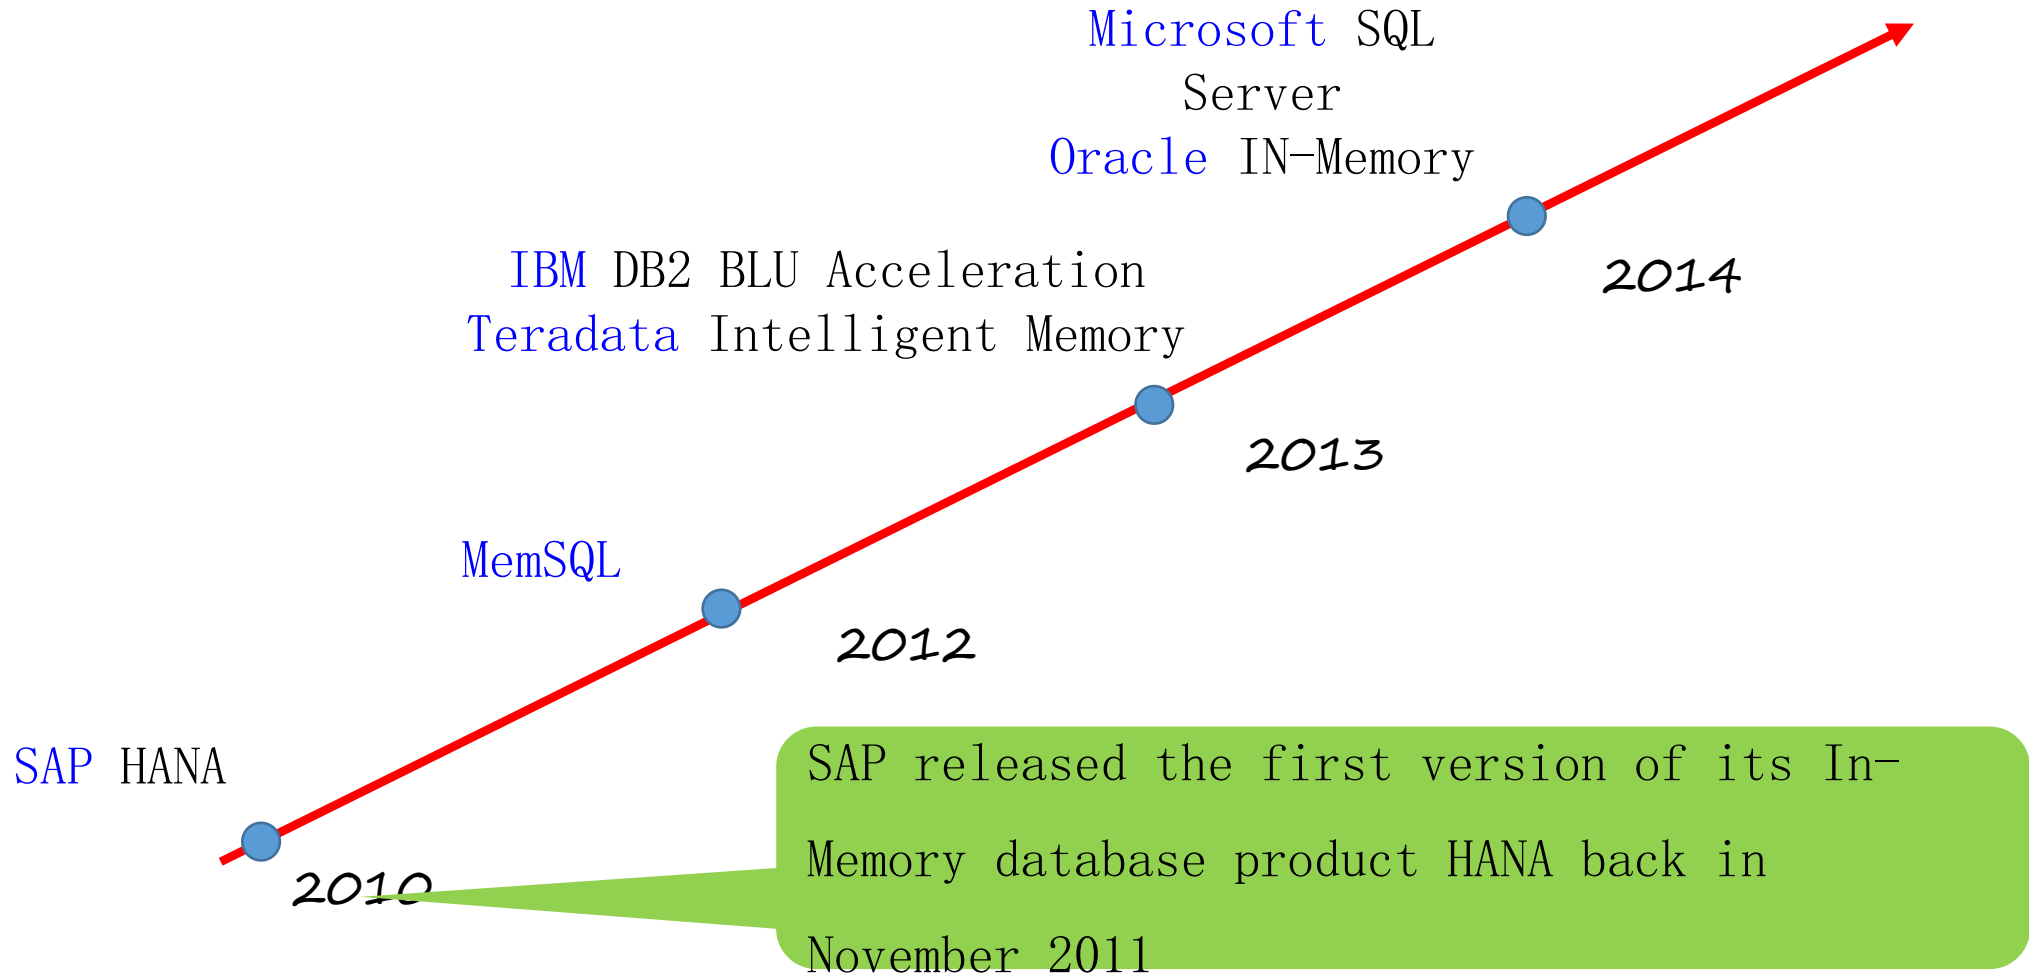 Microsoft SQL
Server
Oracle IN-Memory
2014
IBM DB2 BLU Acceleration
Teradata Intelligent Memory
2013
MemSQL
2012
SAP HANA
2010
SAP released the first version of its In-
Memory database product HANA back in
November 2011